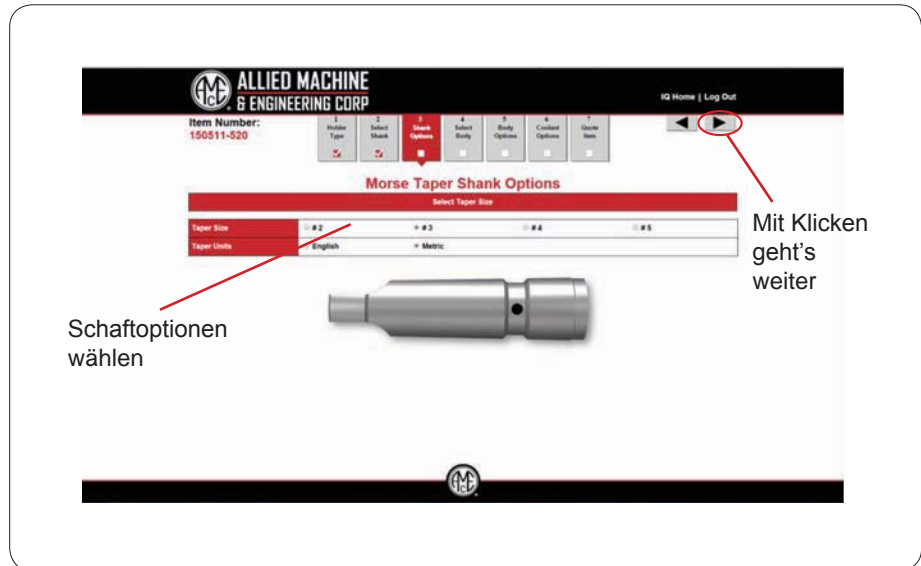 ALLIED MACHINE
& ENGINEERING CORP
IQ Home | Log Out
Item Number:
150511-520
1
Holder
Type
2
Select
Shank
3
Shank
Options
4
Select
Body
5
Body
Options
6
Coolant
Options
7
Quote
Item
Morse Taper Shank Options
Select Taper Size
Taper Size # 2 # 3 # 4 # 5
Taper Units English Metric
Mit Klicken
geht's
weiter
Schaftoptionen
wählen